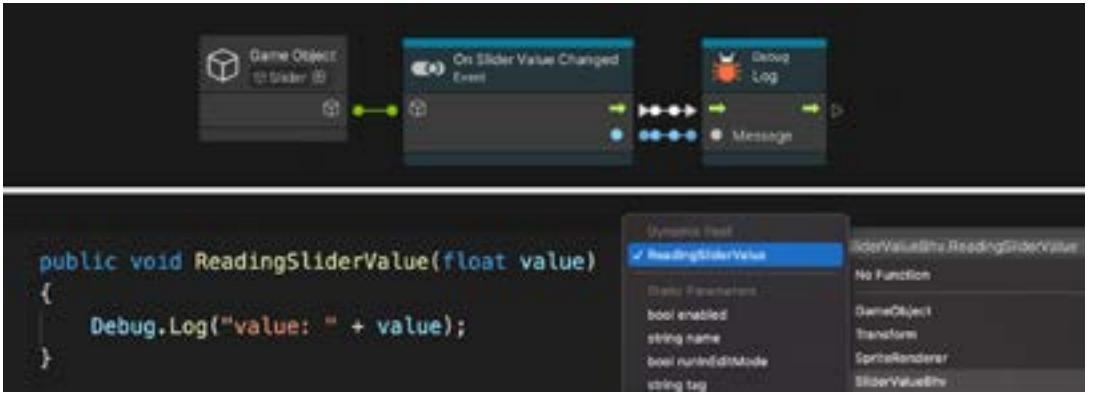 Game Object
Slider
On Slider Value Changed
Event
Debug
Log
Message
public void ReadingSliderValue(float value)
{
Debug.Log("value: " + value);
}
Dynamic float
✓ ReadingSliderValue
Static Parameters
bool enabled
string name
bool runInEditMode
string tag
liderValueBhv.ReadingSliderValue
No Function
GameObject
Transform
SpriteRenderer
SliderValueBhv